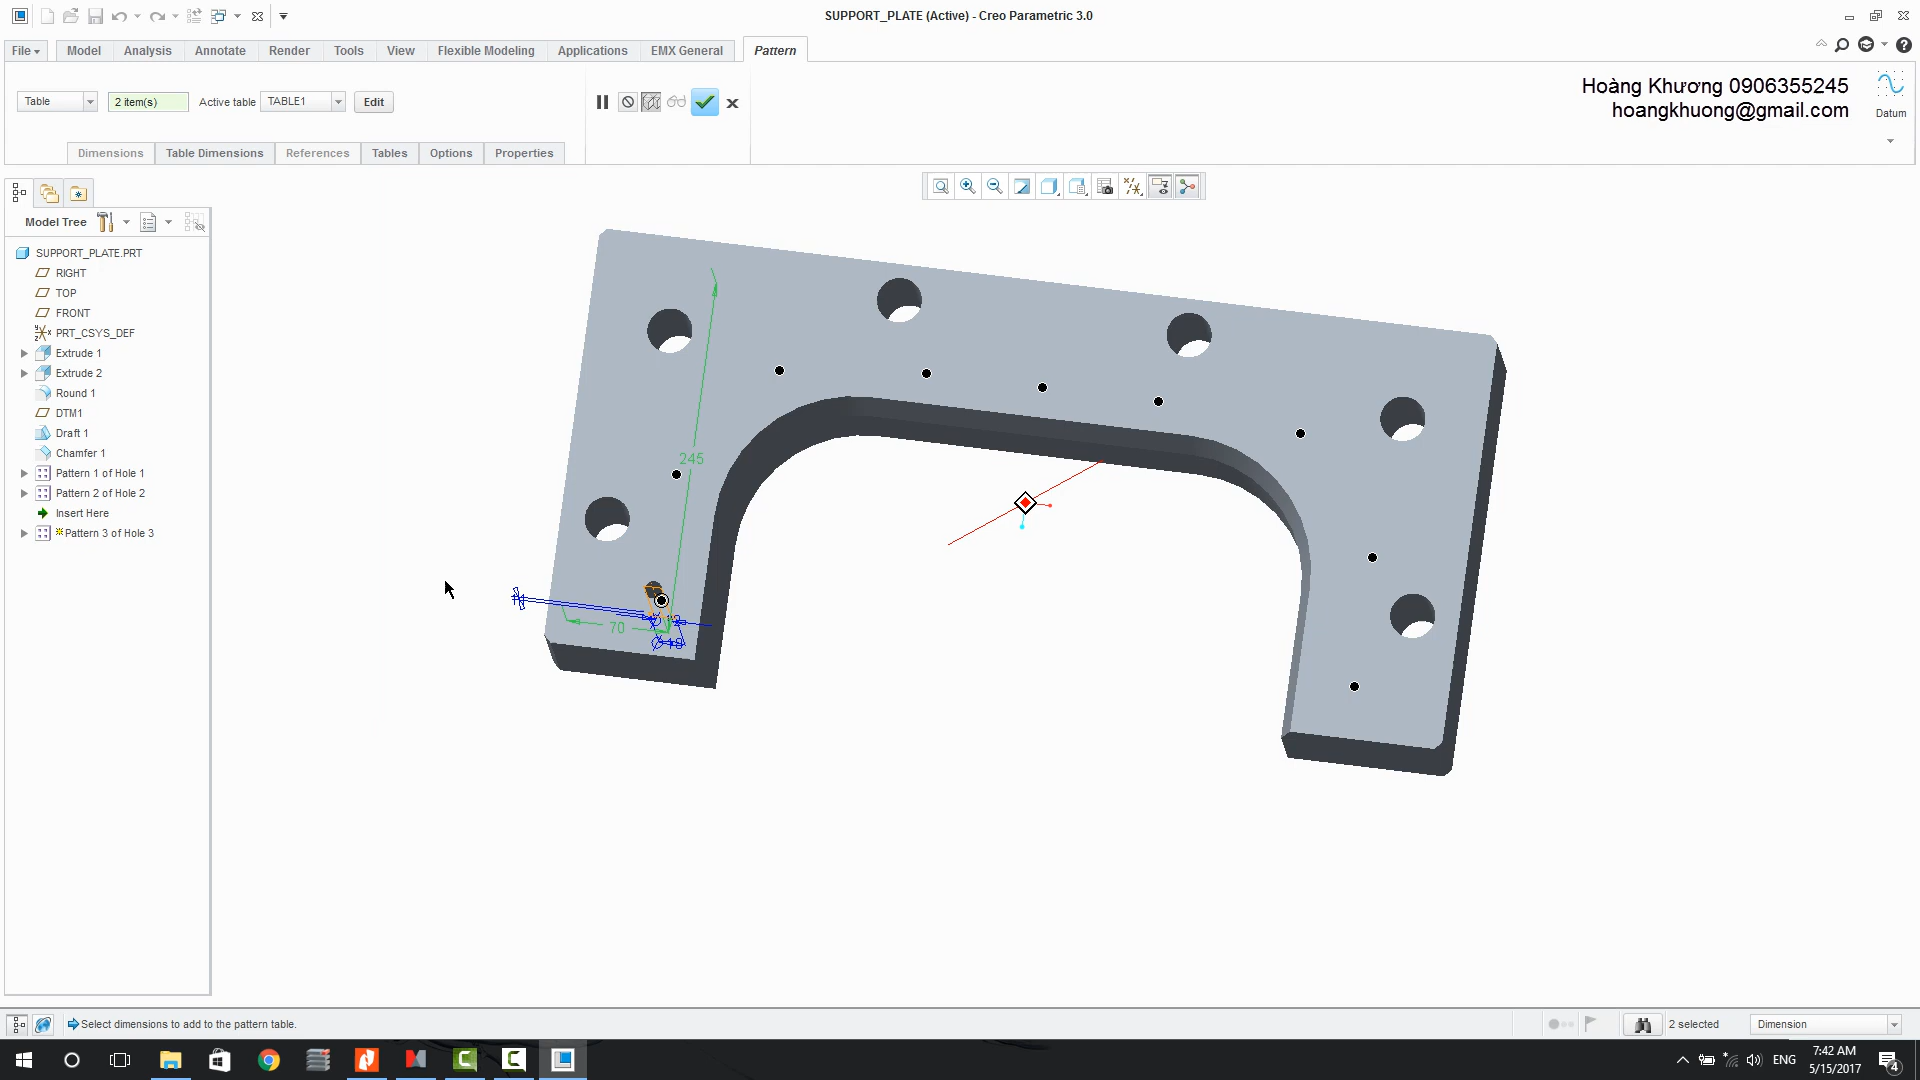 SUPPORT_PLATE (Active) - Creo Parametric 3.0
File
Model
Analysis
Annotate
Render
Tools
View
Flexible Modeling
Applications
EMX General
Pattern
Table
2 item(s)
Active table
TABLE1
Edit
Hoàng Khương 0906355245
hoangkhuong@gmail.com
Datum
Dimensions
Table Dimensions
References
Tables
Options
Properties
Model Tree
SUPPORT_PLATE.PRT
RIGHT
TOP
FRONT
PRT_CSYS_DEF
Extrude 1
Extrude 2
Round 1
DTM1
Draft 1
Chamfer 1
Pattern 1 of Hole 1
Pattern 2 of Hole 2
Insert Here
Pattern 3 of Hole 3
245
70
Select dimensions to add to the pattern table.
2 selected
Dimension
ENG
7:42 AM
5/15/2017
4